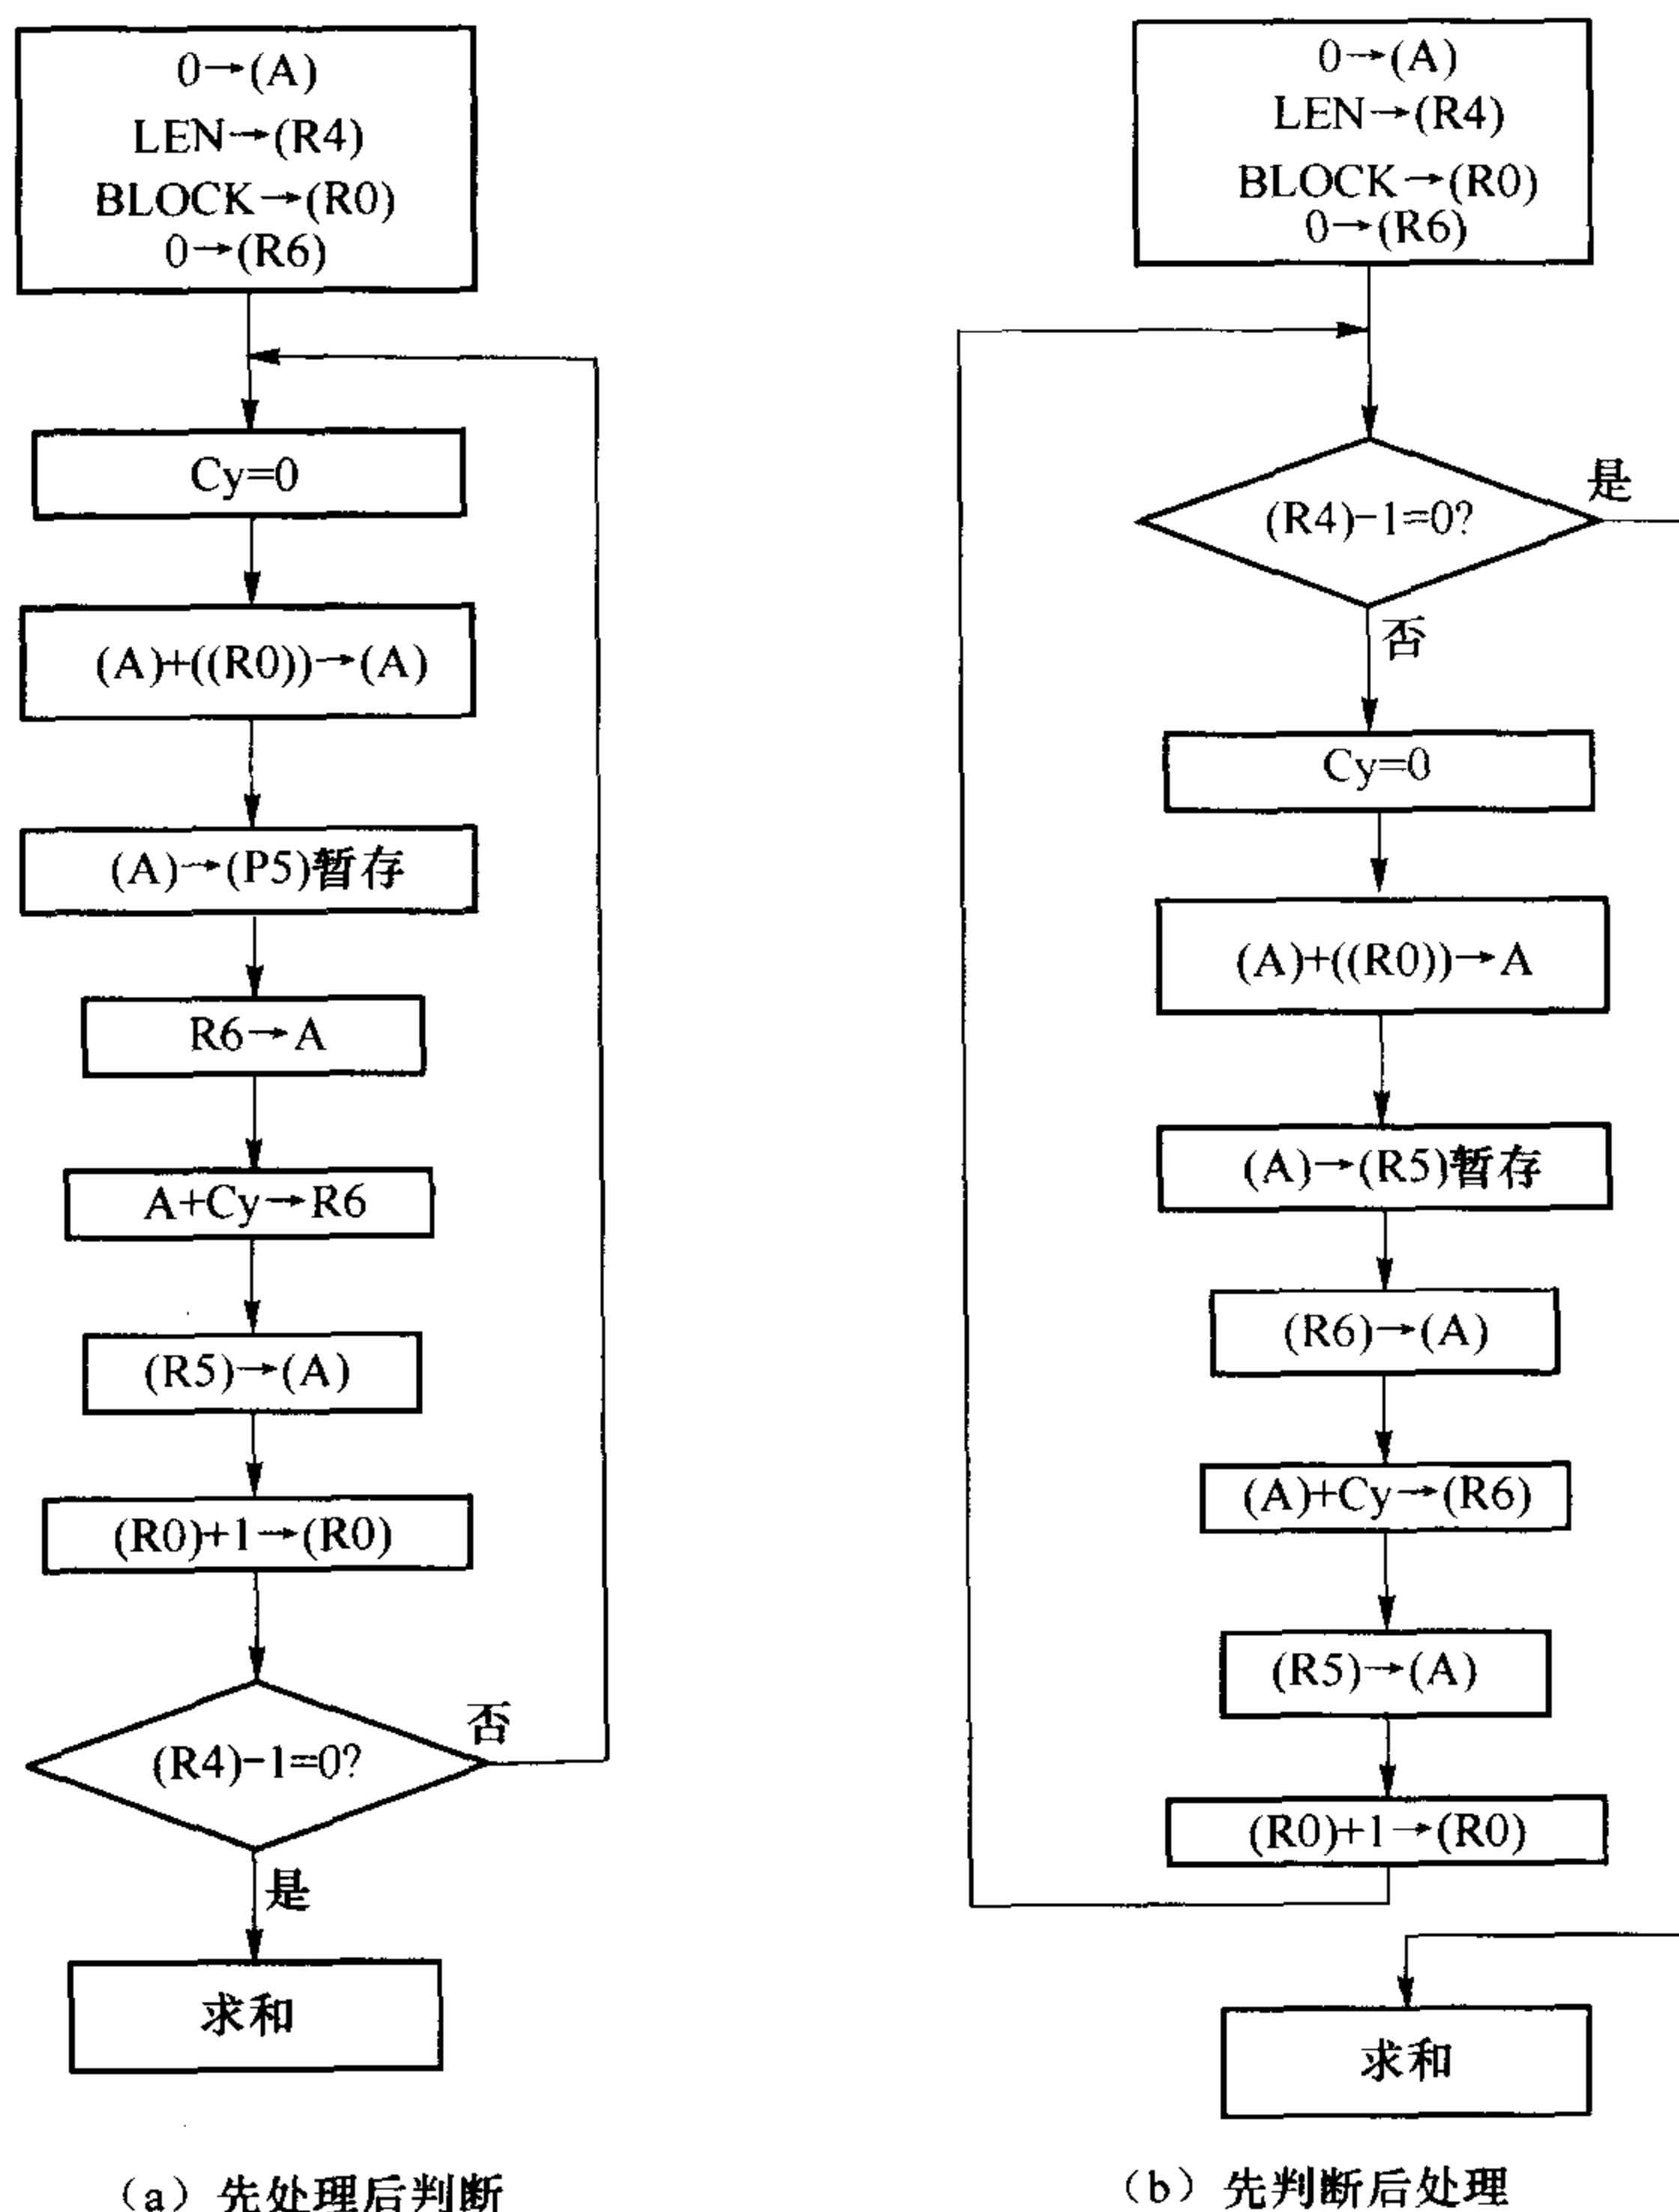 0→(A)
LEN→(R4)
BLOCK→(R0)
0→(R6)
Cy=0
(A)+((R0))→(A)
(A)→(P5)暂存
R6→A
A+Cy→R6
(R5)→(A)
(R0)+1→(R0)
(R4)-1=0?
否
是
求和
(a)先处理后判断
0→(A)
LEN→(R4)
BLOCK→(R0)
0→(R6)
(R4)-1=0?
是
否
Cy=0
(A)+((R0))→A
(A)→(R5)暂存
(R6)→(A)
(A)+Cy→(R6)
(R5)→(A)
(R0)+1→(R0)
求和
(b)先判断后处理